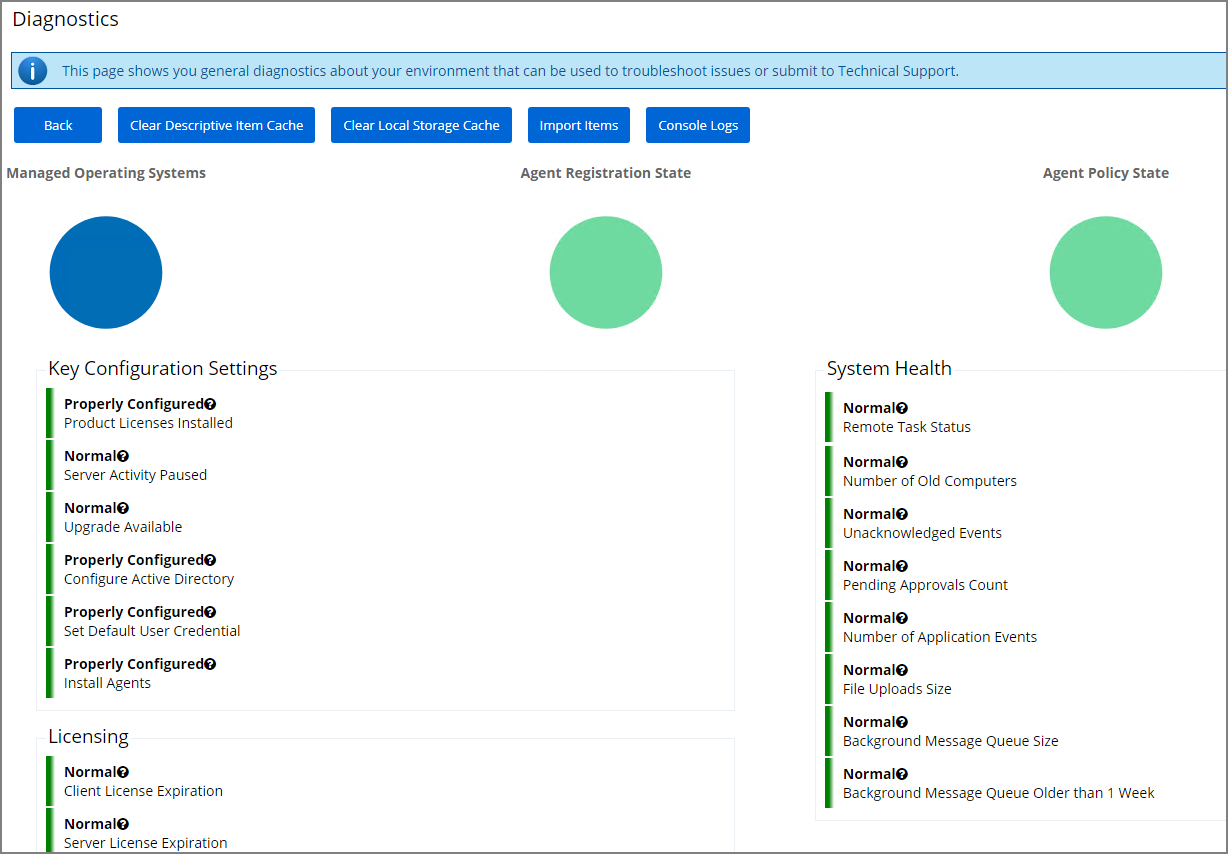 Diagnostics
This page shows you general diagnostics about your environment that can be used to troubleshoot issues or submit to Technical Support.
Back
Clear Descriptive Item Cache
Clear Local Storage Cache
Import Items
Console Logs
Managed Operating Systems
Agent Registration State
Agent Policy State
Key Configuration Settings
Properly Configured
Product Licenses Installed
Normal
Server Activity Paused
Normal
Upgrade Available
Properly Configured
Configure Active Directory
Properly Configured
Set Default User Credential
Properly Configured
Install Agents
Licensing
Normal
Client License Expiration
Normal
Server License Expiration
System Health
Normal
Remote Task Status
Normal
Number of Old Computers
Normal
Unacknowledged Events
Normal
Pending Approvals Count
Normal
Number of Application Events
Normal
File Uploads Size
Normal
Background Message Queue Size
Normal
Background Message Queue Older than 1 Week